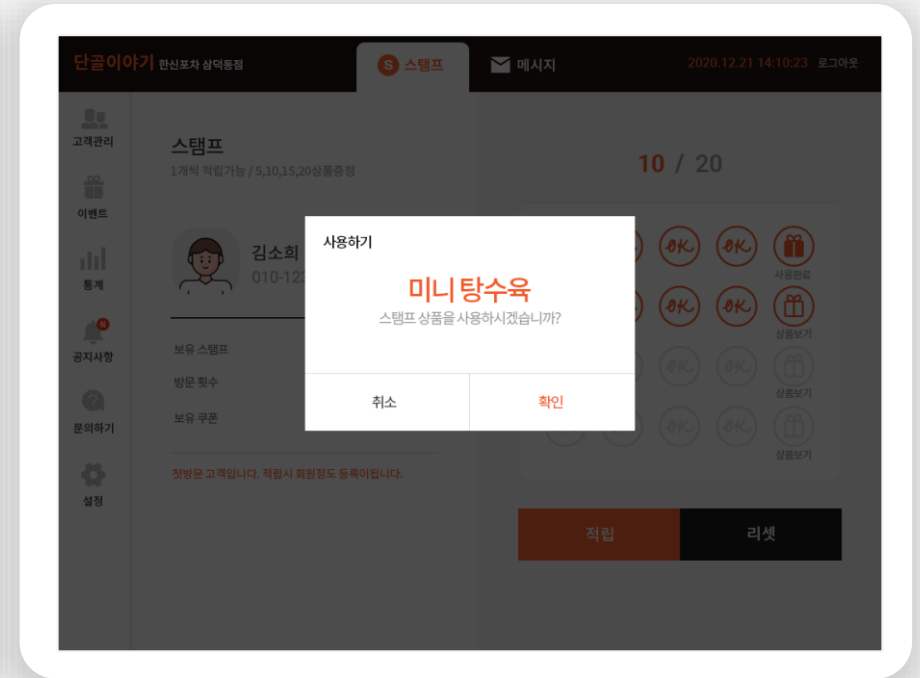 단골이야기 한신포차 삼덕동점
S 스탬프
메시지
2020.12.21 14:10:23 로그아웃
고객관리
이벤트
통계
N
공지사항
문의하기
설정
스탬프
1개씩 적립가능 / 5,10,15,20상품증정
김소희
보유 스탬프
방문 횟수
보유 쿠폰
첫방문 고객입니다. 적립시 회원정도 등록이됩니다.
사용하기
미니 탕수육
스탬프 상품을 사용하시겠습니까?
취소
확인
10 / 20
OK OK
사용완료
OK OK
상품보기
OK OK
상품보기
OK OK
상품보기
적립
리셋